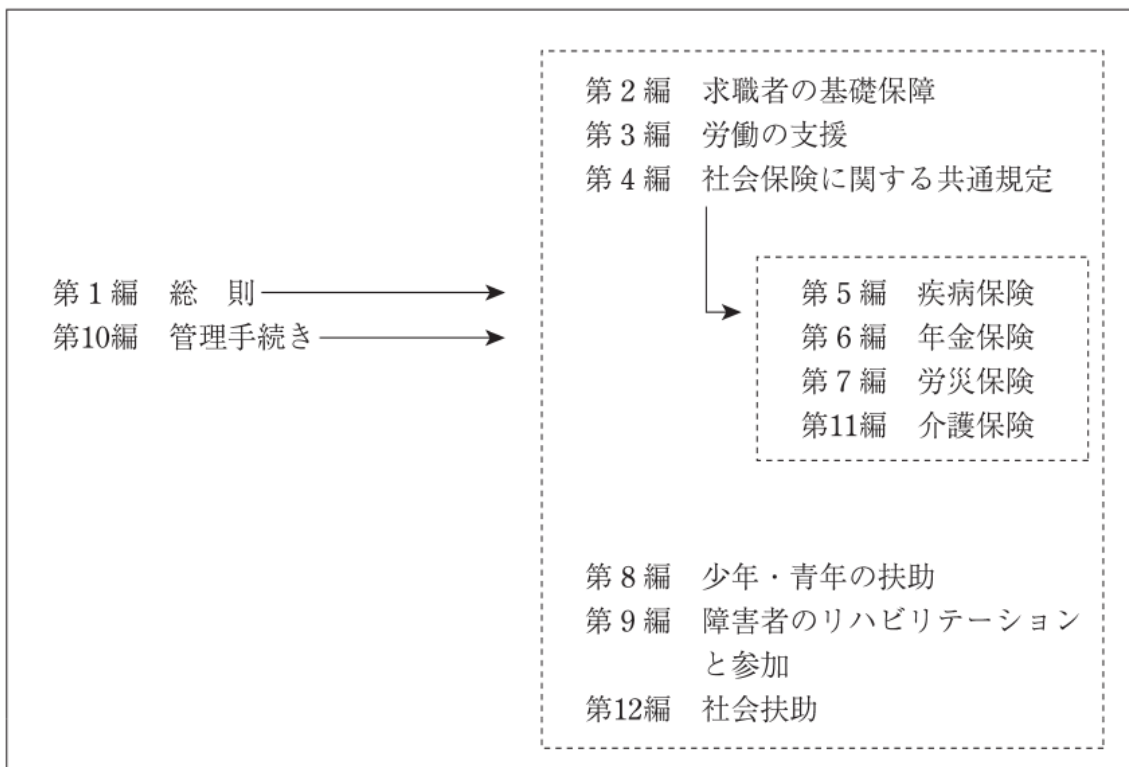 第2編 求職者の基礎保障
第3編 労働の支援
第4編 社会保険に関する共通規定
第1編 総 則
第10編 管理手続き
第5編 疾病保険
第6編 年金保険
第7編 労災保険
第11編 介護保険
第8編 少年・青年の扶助
第9編 障害者のリハビリテーション
と参加
第12編 社会扶助